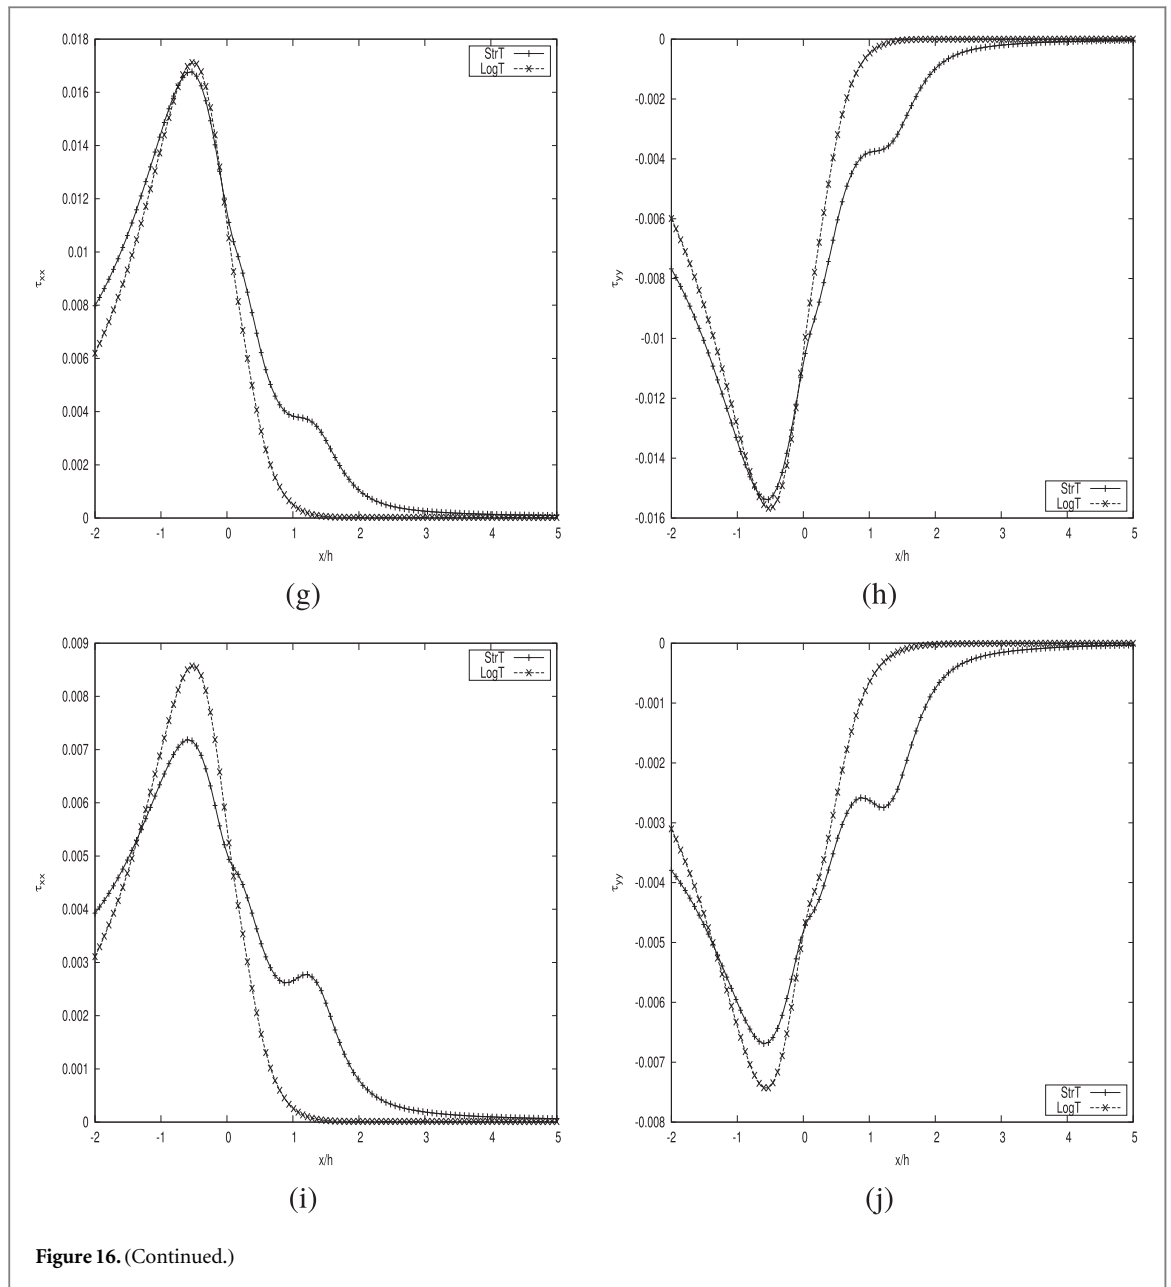 0.018
0.016
0.014
0.012
0.01
0.008
0.006
0.004
0.002
0
τxx
-2 -1 0 1 2 3 4 5
x/h
StrT
LogT
(g)
0
-0.002
-0.004
-0.006
-0.008
-0.01
-0.012
-0.014
-0.016
τyy
-2 -1 0 1 2 3 4 5
x/h
StrT
LogT
(h)
0.009
0.008
0.007
0.006
0.005
0.004
0.003
0.002
0.001
0
τxx
-2 -1 0 1 2 3 4 5
x/h
StrT
LogT
(i)
0
-0.001
-0.002
-0.003
-0.004
-0.005
-0.006
-0.007
-0.008
τyy
-2 -1 0 1 2 3 4 5
x/h
StrT
LogT
(j)
Figure 16. (Continued.)